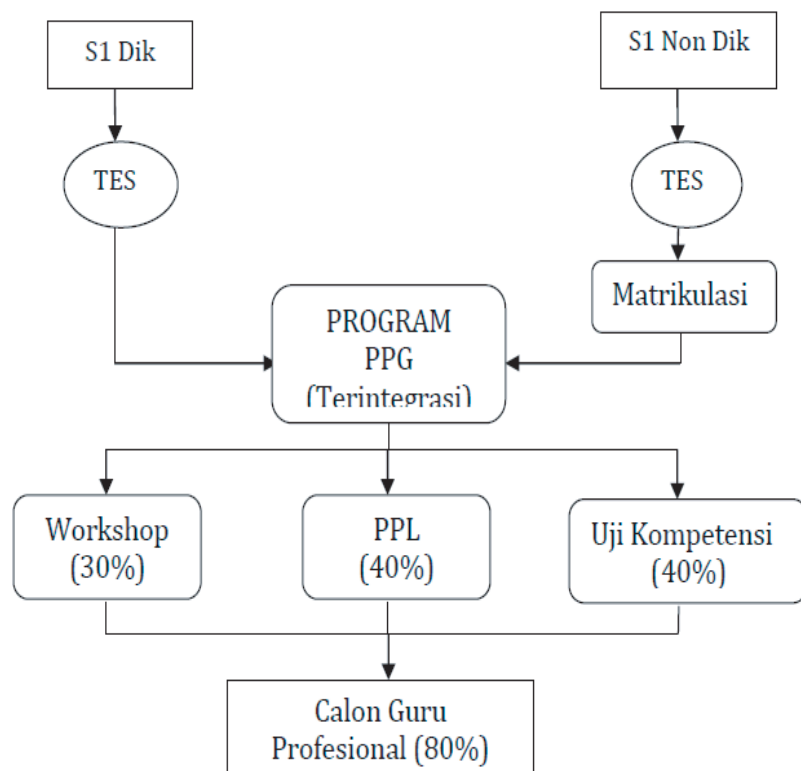 S1 Dik
S1 Non Dik
TES
TES
Matrikulasi
PROGRAM
PPG
(Terintegrasi)
Workshop
(30%)
PPL
(40%)
Uji Kompetensi
(40%)
Calon Guru
Profesional (80%)